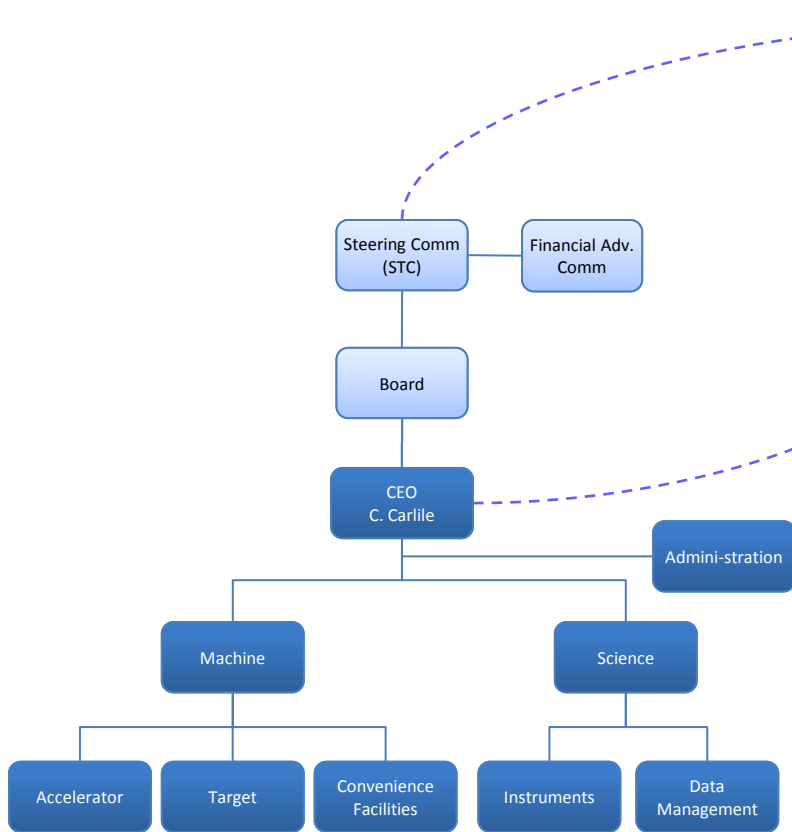 Steering Comm
(STC)
Financial Adv.
Comm
Board
CEO
C. Carlile
Admini-stration
Machine
Science
Accelerator
Target
Convenience
Facilities
Instruments
Data
Management